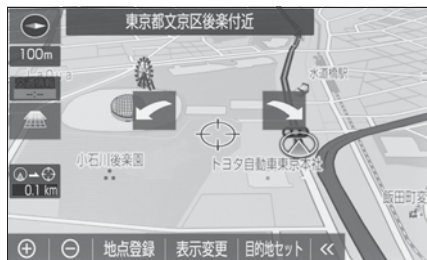 東京都文京区後楽付近
100m
LaQua
水道橋駅
小石川後楽園
トヨタ自動車東京本社
飯田町変
0.1 km
地点登録
表示変更
目的地セット